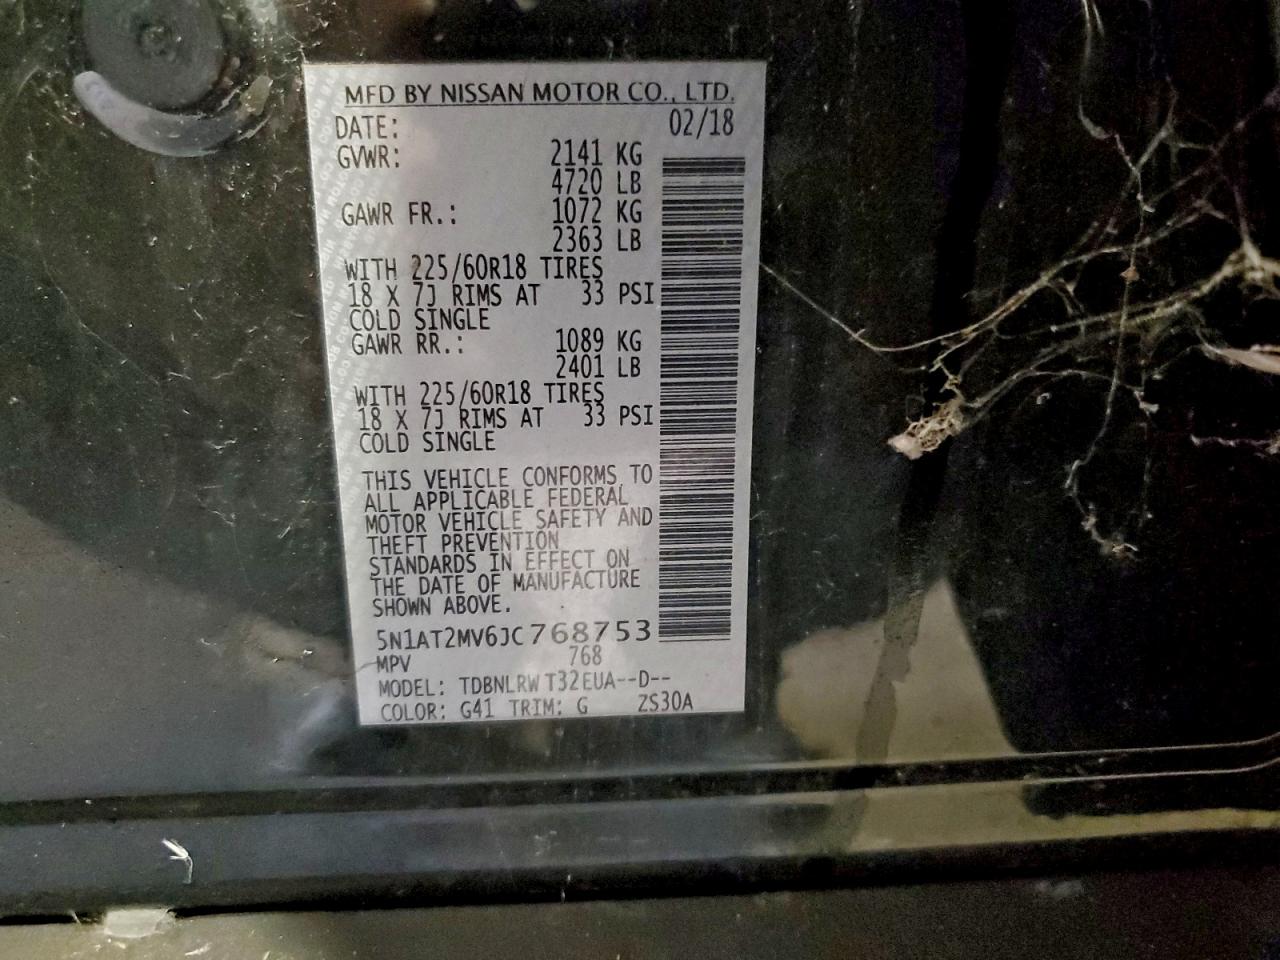 MFD BY NISSAN MOTOR CO., LTD.
DATE: 02/18
GVWR: 2141 KG
4720 LB
GAWR FR.: 1072 KG
2363 LB
WITH 225/60R18 TIRES
18 X 7J RIMS AT 33 PSI
COLD SINGLE
GAWR RR.: 1089 KG
2401 LB
WITH 225/60R18 TIRES
18 X 7J RIMS AT 33 PSI
COLD SINGLE
THIS VEHICLE CONFORMS TO
ALL APPLICABLE FEDERAL
MOTOR VEHICLE SAFETY AND
THEFT PREVENTION
STANDARDS IN EFFECT ON
THE DATE OF MANUFACTURE
SHOWN ABOVE.
5N1AT2MV6JC768753
MPV 768
MODEL: TDBNLRW T32EUA--D--
COLOR: G41 TRIM: G ZS30A